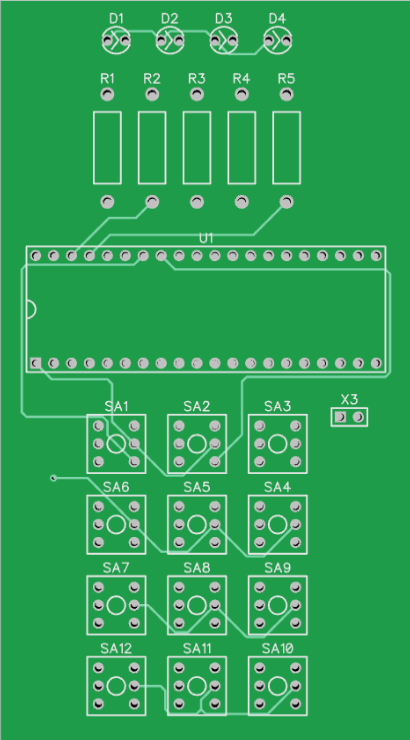 D1 D2 D3 D4
R1 R2 R3 R4 R5
U1
X3
SA1 SA2 SA3
SA6 SA5 SA4
SA7 SA8 SA9
SA12 SA11 SA10